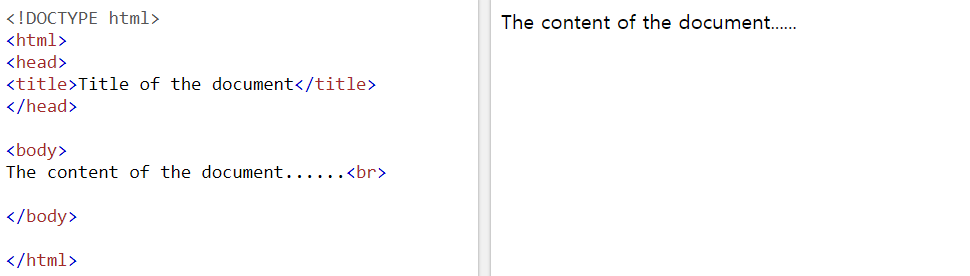 <!DOCTYPE html>
<html>
<head>
<title>Title of the document</title>
</head>
<body>
The content of the document......<br>
</body>
</html>
The content of the document......